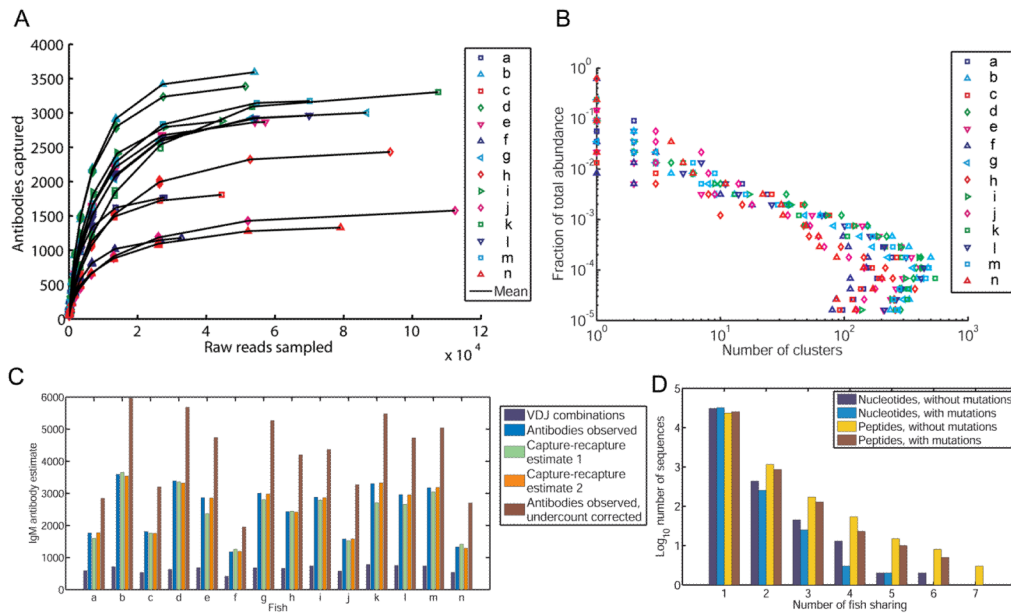 A
4000
3500
3000
2500
2000
1500
1000
500
0
Antibodies captured
0
2
4
6
8
10
12
x 10^4
Raw reads sampled
a
b
c
d
e
f
g
h
i
j
k
l
m
n
Mean
B
10^0
10^-1
10^-2
10^-3
10^-4
10^-5
Fraction of total abundance
10^0
10^1
10^2
10^3
Number of clusters
a
b
c
d
e
f
g
h
i
j
k
l
m
n
C
6000
5000
4000
3000
2000
1000
0
IgM antibody estimate
a
b
c
d
e
f
g
h
i
j
k
l
m
n
Fish
VDJ combinations
Antibodies observed
Capture-recapture
estimate 1
Capture-recapture
estimate 2
Antibodies observed,
undercount corrected
D
5
4
3
2
1
0
Log10 number of sequences
1
2
3
4
5
6
7
Number of fish sharing
Nucleotides, without mutations
Nucleotides, with mutations
Peptides, without mutations
Peptides, with mutations